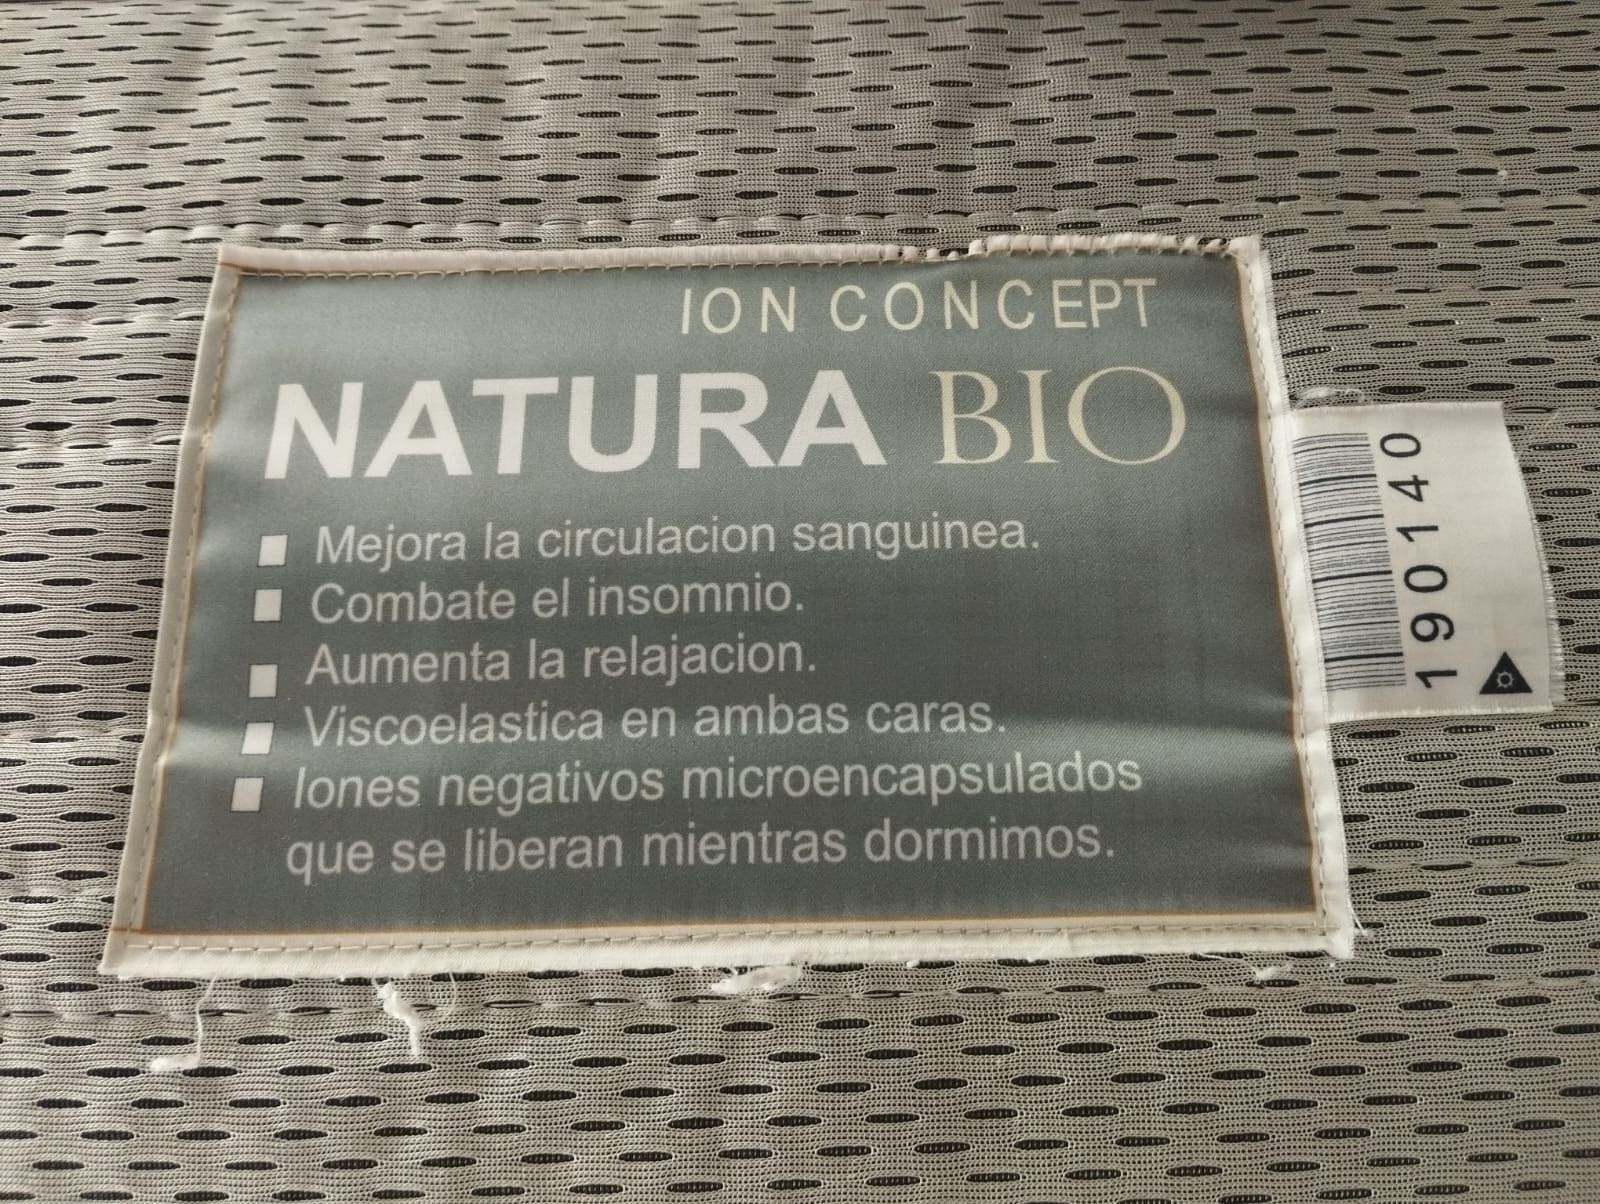 ION CONCEPT
NATURA BIO
Mejora la circulacion sanguinea.
Combate el insomnio.
Aumenta la relajacion.
Viscoelastica en ambas caras.
Iones negativos microencapsulados
que se liberan mientras dormimos.
190140